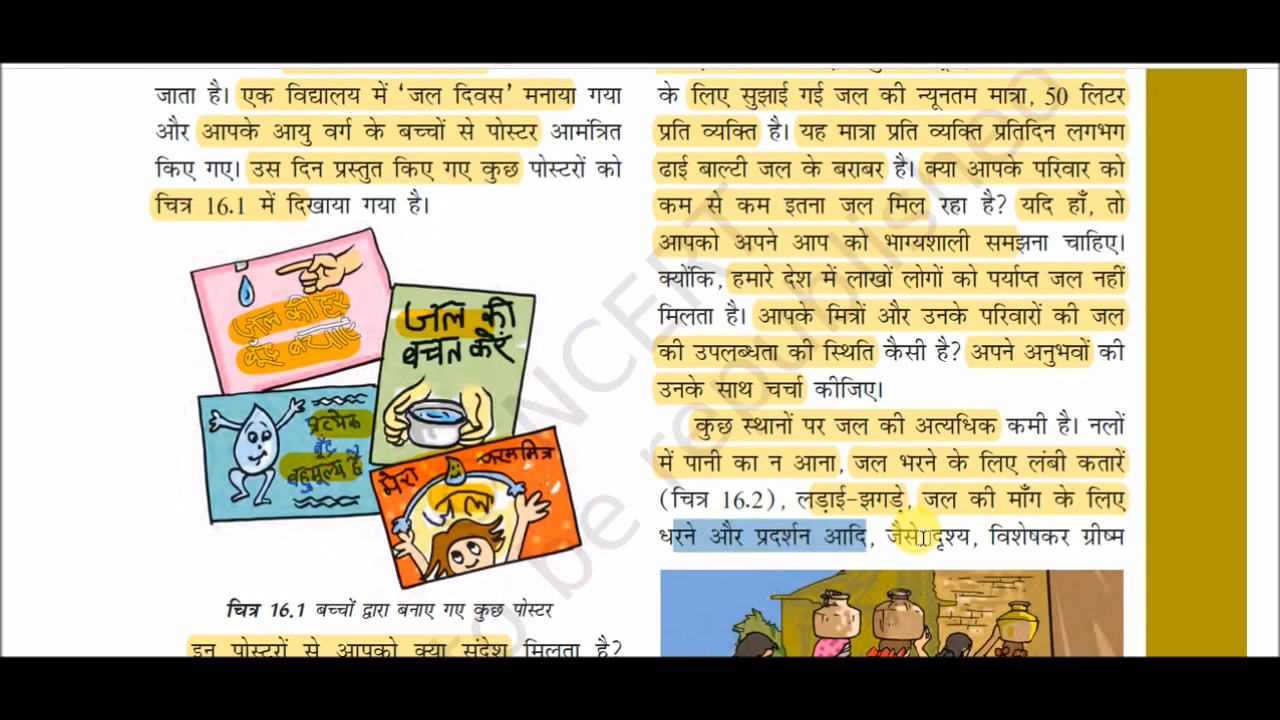 जाता है। एक विद्यालय में ‘जल दिवस’ मनाया गया
और आपके आयु वर्ग के बच्चों से पोस्टर आमंत्रित
किए गए। उस दिन प्रस्तुत किए गए कुछ पोस्टरों को
चित्र 16.1 में दिखाया गया है।
जल की हर
बूँद बचाएँ
जल की
बचत करें
प्रत्येक
बूँद
बहुमूल्य है
मेरा
परममित्र
जल
चित्र 16.1 बच्चों द्वारा बनाए गए कुछ पोस्टर
इन पोस्टरों से आपको क्या संदेश मिलता है?
के लिए सुझाई गई जल की न्यूनतम मात्रा, 50 लिटर
प्रति व्यक्ति है। यह मात्रा प्रति व्यक्ति प्रतिदिन लगभग
ढाई बाल्टी जल के बराबर है। क्या आपके परिवार को
कम से कम इतना जल मिल रहा है? यदि हाँ, तो
आपको अपने आप को भाग्यशाली समझना चाहिए।
क्योंकि, हमारे देश में लाखों लोगों को पर्याप्त जल नहीं
मिलता है। आपके मित्रों और उनके परिवारों की जल
की उपलब्धता की स्थिति कैसी है? अपने अनुभवों की
उनके साथ चर्चा कीजिए।
कुछ स्थानों पर जल की अत्यधिक कमी है। नलों
में पानी का न आना, जल भरने के लिए लंबी कतारें
(चित्र 16.2), लड़ाई-झगड़े, जल की माँग के लिए
धरने और प्रदर्शन आदि, जैसे दृश्य, विशेषकर ग्रीष्म
NCERT
to be republished